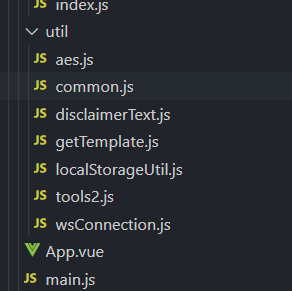 JS index.js
util
JS aes.js
JS common.js
JS disclaimerText.js
JS getTemplate.js
JS localStorageUtil.js
JS tools2.js
JS wsConnection.js
App.vue
JS main.js